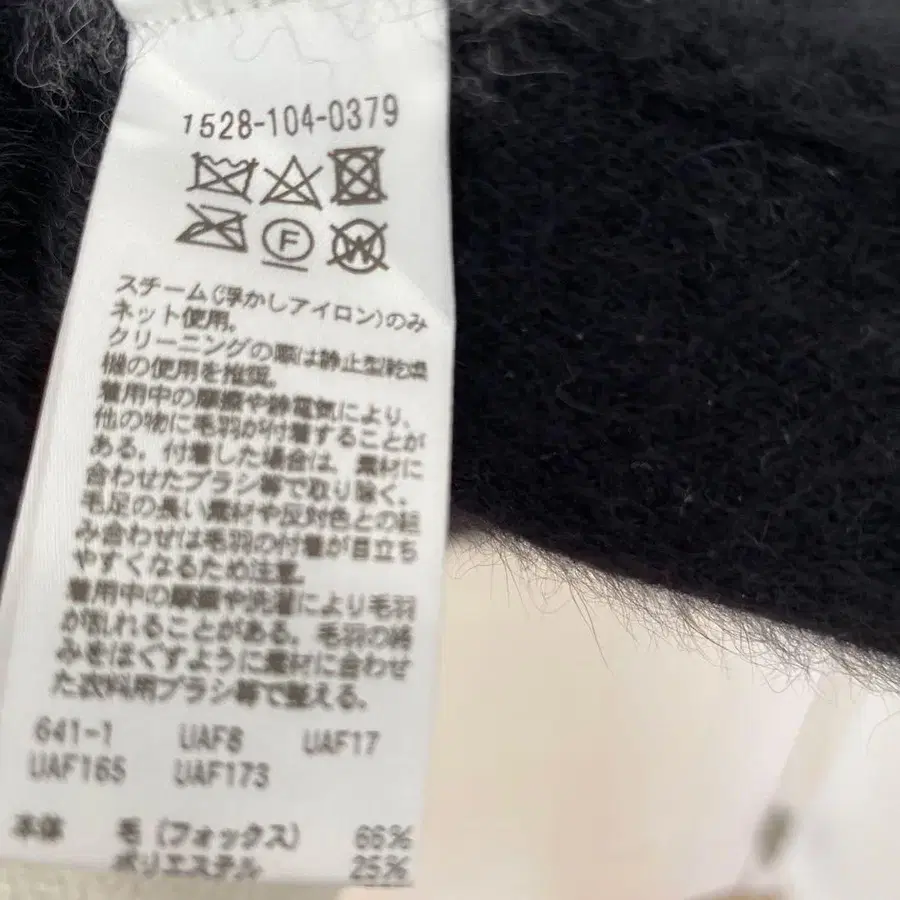 1528-104-0379
F
W
スチーム(浮かしアイロン)のみ
ネット使用。
クリーニングの際は静止型乾燥
機の使用を推奨。
着用中の摩擦や静電気により、
他の物に毛羽が付着することが
ある。付着した場合は、素材に
合わせたブラシ等で取り除く。
毛足の長い素材や反対色との組
み合わせは毛羽の付着が目立ち
やすくなるため注意。
着用中の摩擦や洗濯により毛羽
が乱れることがある。毛羽の絡
みをほぐすように素材に合わせ
た衣料用ブラシ等で整える。
641-1 UAF8 UAF17
UAF165 UAF173
本体 毛(フォックス) 66%
ポリエステル 25%